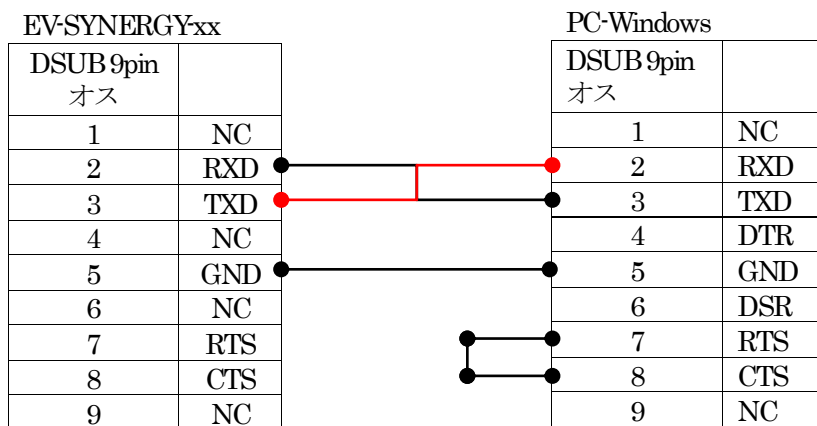 EV-SYNERGY-xx
DSUB 9pin
オス
1 NC
2 RXD
3 TXD
4 NC
5 GND
6 NC
7 RTS
8 CTS
9 NC
PC-Windows
DSUB 9pin
オス
1 NC
2 RXD
3 TXD
4 DTR
5 GND
6 DSR
7 RTS
8 CTS
9 NC